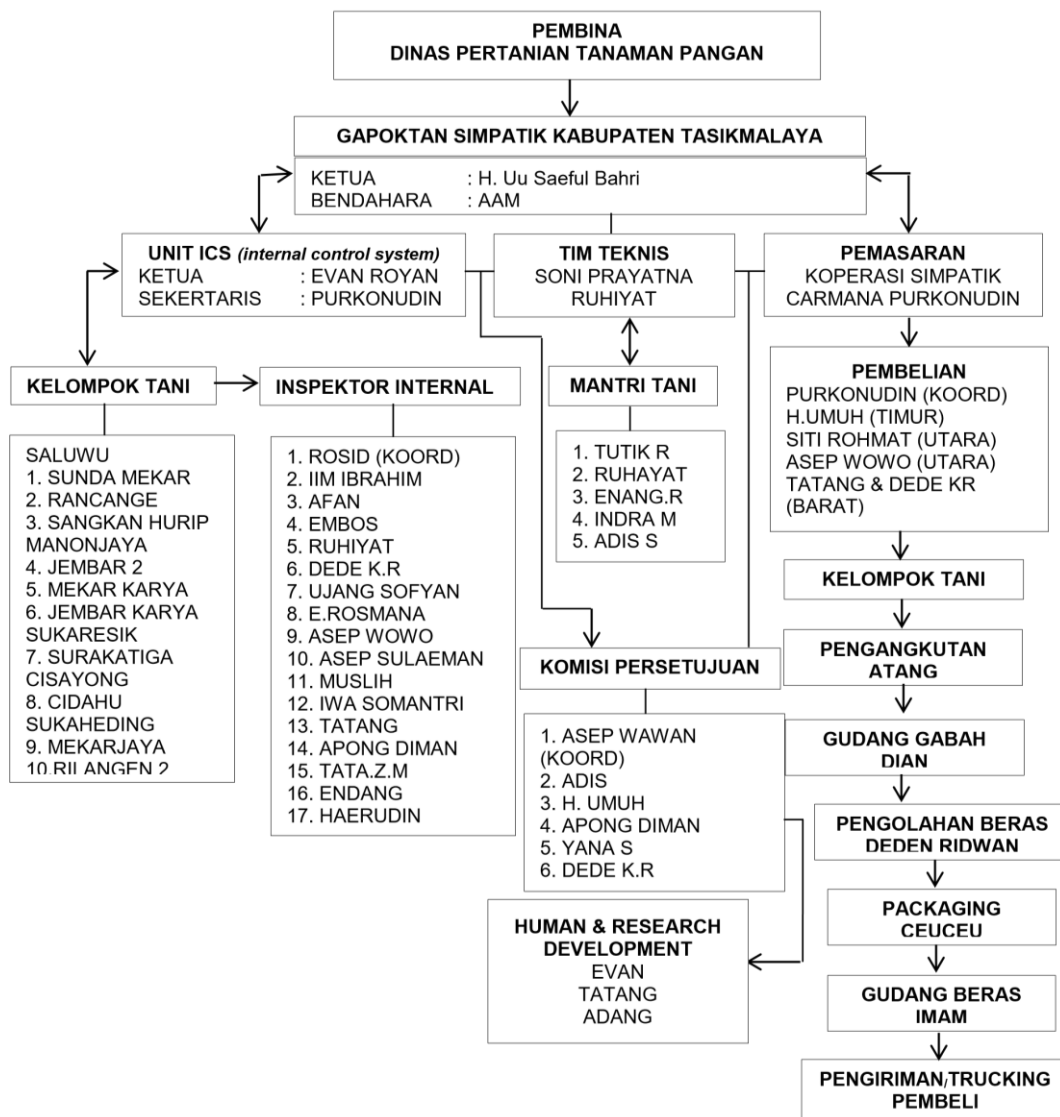 PEMBINA
DINAS PERTANIAN TANAMAN PANGAN
GAPOKTAN SIMPATIK KABUPATEN TASIKMALAYA
KETUA : H. Uu Saeful Bahri
BENDAHARA : AAM
UNIT ICS (internal control system)
KETUA : EVAN ROYAN
SEKERTARIS : PURKONUDIN
TIM TEKNIS
SONI PRAYATNA
RUHIYAT
PEMASARAN
KOPERASI SIMPATIK
CARMANA PURKONUDIN
KELOMPOK TANI
SALUWU
1. SUNDA MEKAR
2. RANCANGE
3. SANGKAN HURIP
MANONJAYA
4. JEMBAR 2
5. MEKAR KARYA
6. JEMBAR KARYA
SUKARESIK
7. SURAKATIGA
CISAYONG
8. CIDAHU
SUKAHEDING
9. MEKARJAYA
10.RILANGEN 2
INSPEKTOR INTERNAL
1. ROSID (KOORD)
2. IIM IBRAHIM
3. AFAN
4. EMBOS
5. RUHIYAT
6. DEDE K.R
7. UJANG SOFYAN
8. E.ROSMANA
9. ASEP WOWO
10. ASEP SULAEMAN
11. MUSLIH
12. IWA SOMANTRI
13. TATANG
14. APONG DIMAN
15. TATA.Z.M
16. ENDANG
17. HAERUDIN
MANTRI TANI
1. TUTIK R
2. RUHAYAT
3. ENANG.R
4. INDRA M
5. ADIS S
KOMISI PERSETUJUAN
1. ASEP WAWAN
(KOORD)
2. ADIS
3. H. UMUH
4. APONG DIMAN
5. YANA S
6. DEDE K.R
HUMAN & RESEARCH
DEVELOPMENT
EVAN
TATANG
ADANG
PEMBELIAN
PURKONUDIN (KOORD)
H.UMUH (TIMUR)
SITI ROHMAT (UTARA)
ASEP WOWO (UTARA)
TATANG & DEDE KR
(BARAT)
KELOMPOK TANI
PENGANGKUTAN
ATANG
GUDANG GABAH
DIAN
PENGOLAHAN BERAS
DEDEN RIDWAN
PACKAGING
CEUCEU
GUDANG BERAS
IMAM
PENGIRIMAN/TRUCKING
PEMBELI